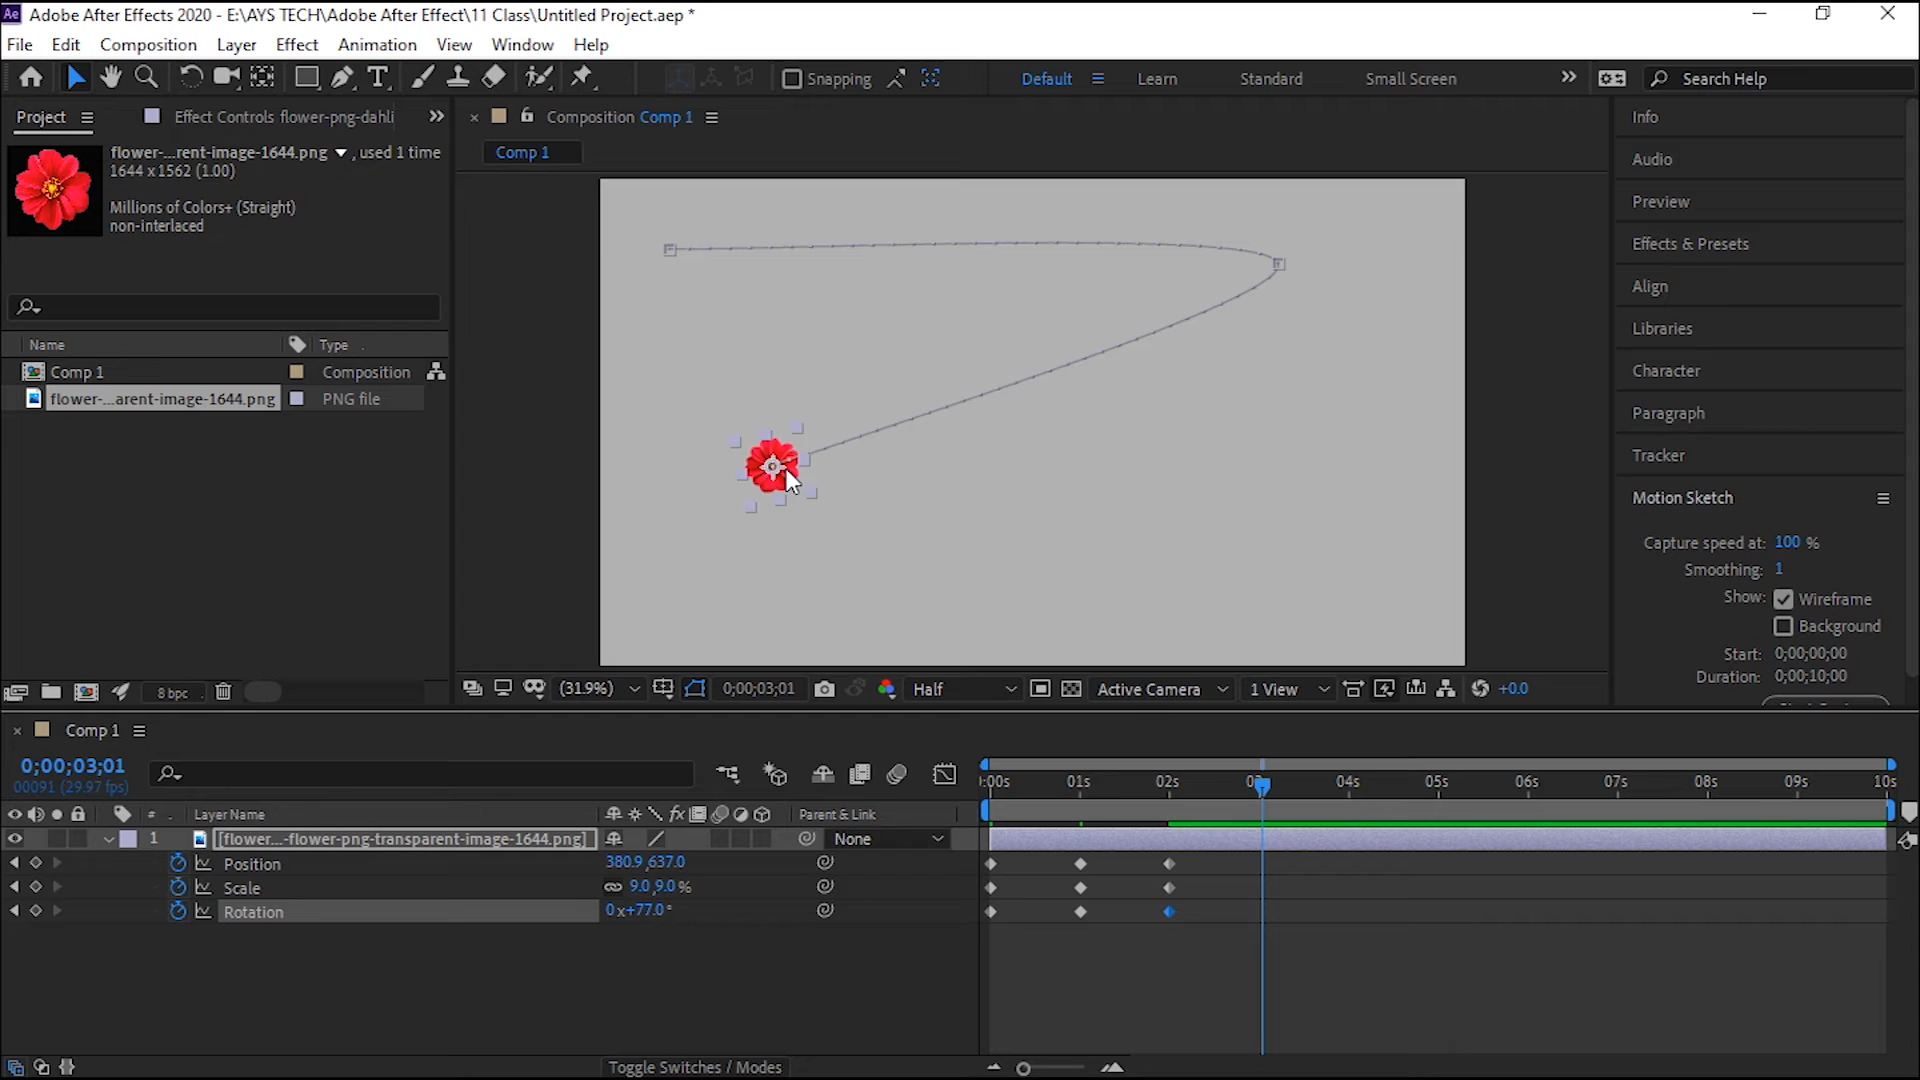 Ae Adobe After Effects 2020 - E:\AYS TECH\Adobe After Effect\11 Class\Untitled Project.aep *
File Edit Composition Layer Effect Animation View Window Help
Snapping Default Learn Standard Small Screen Search Help
Project Effect Controls flower-png-dahli
Composition Comp 1
Comp 1
flower-...rent-image-1644.png , used 1 time
1644 x 1562 (1.00)
Millions of Colors+ (Straight)
non-interlaced
Name Type
Comp 1 Composition
flower-...arent-image-1644.png PNG file
8 bpc
Info
Audio
Preview
Effects & Presets
Align
Libraries
Character
Paragraph
Tracker
Motion Sketch
Capture speed at: 100 %
Smoothing: 1
Show: Wireframe
Background
Start: 0;00;00;00
Duration: 0;00;10;00
(31.9%) 0;00;03;01 Half Active Camera 1 View +0.0
Comp 1
0;00;03;01
00091 (29.97 fps)
:00s 01s 02s 04s 05s 06s 07s 08s 09s 10s
# Layer Name fx Parent & Link
1 [flower...-flower-png-transparent-image-1644.png] None
Position 380.9,637.0
Scale 9.0,9.0%
Rotation 0x+77.0°
Toggle Switches / Modes